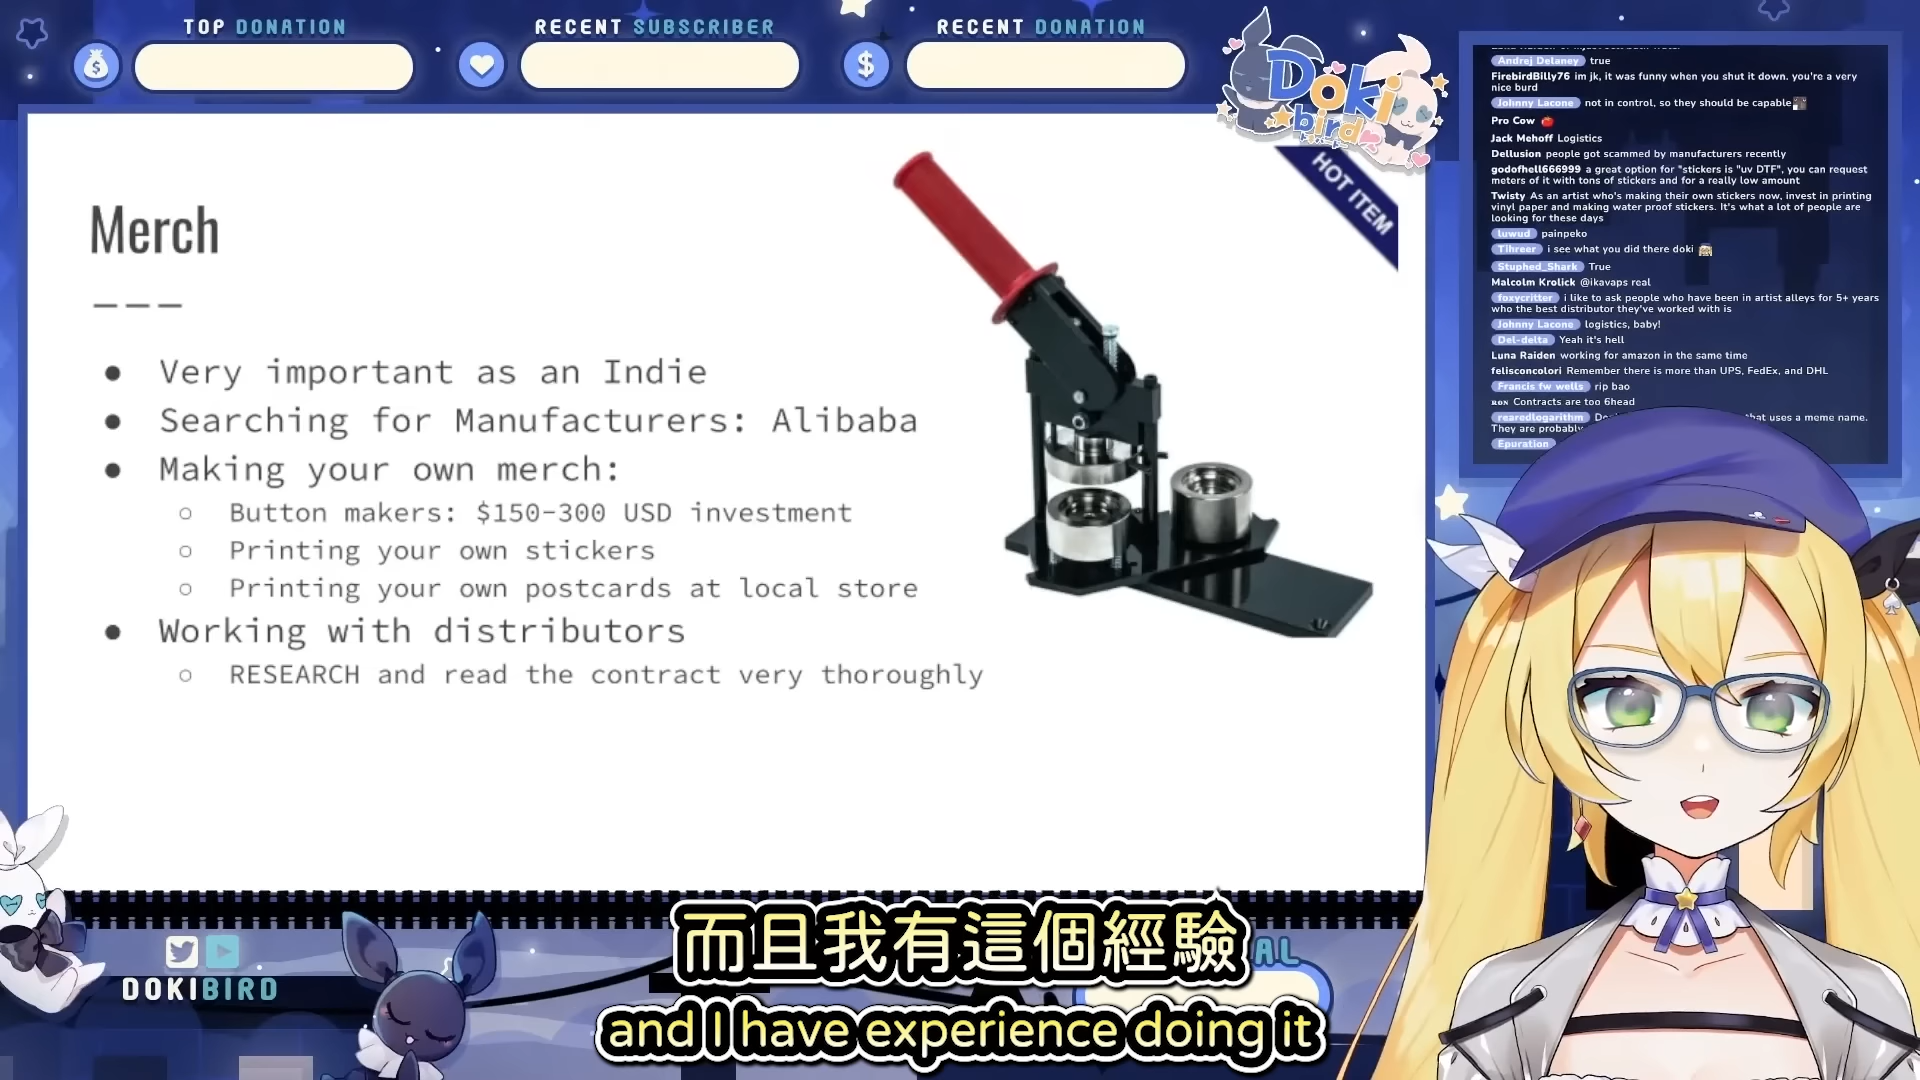 TOP DONATION
RECENT SUBSCRIBER
RECENT DONATION
Doki
bird
HOT ITEM
Merch
Very important as an Indie
Searching for Manufacturers: Alibaba
Making your own merch:
Button makers: $150-300 USD investment
Printing your own stickers
Printing your own postcards at local store
Working with distributors
RESEARCH and read the contract very thoroughly
Andrej Delaney true
FirebirdBilly76 im jk, it was funny when you shut it down. you're a very
nice burd
Johnny Lacone not in control, so they should be capable
Pro Cow
Jack Mehoff Logistics
Dellusion people got scammed by manufacturers recently
godofhell666999 a great option for "stickers is "uv DTF", you can request
meters of it with tons of stickers and for a really low amount
Twisty As an artist who's making their own stickers now, invest in printing
vinyl paper and making water proof stickers. It's what a lot of people are
looking for these days
luwud painpeko
Tihreer i see what you did there doki
Stuphed_Shark True
Malcolm Krolick @ikavaps real
foxycritter i like to ask people who have been in artist alleys for 5+ years
who the best distributor they've worked with is
Johnny Lacone logistics, baby!
Del-delta Yeah it's hell
Luna Raiden working for amazon in the same time
felisconcolori Remember there is more than UPS, FedEx, and DHL
Francis fw wells rip bao
RON Contracts are too 6head
rearedlogarithm that uses a meme name.
They are probably
Epuration
DOKIBIRD
AL
而且我有這個經驗
and I have experience doing it